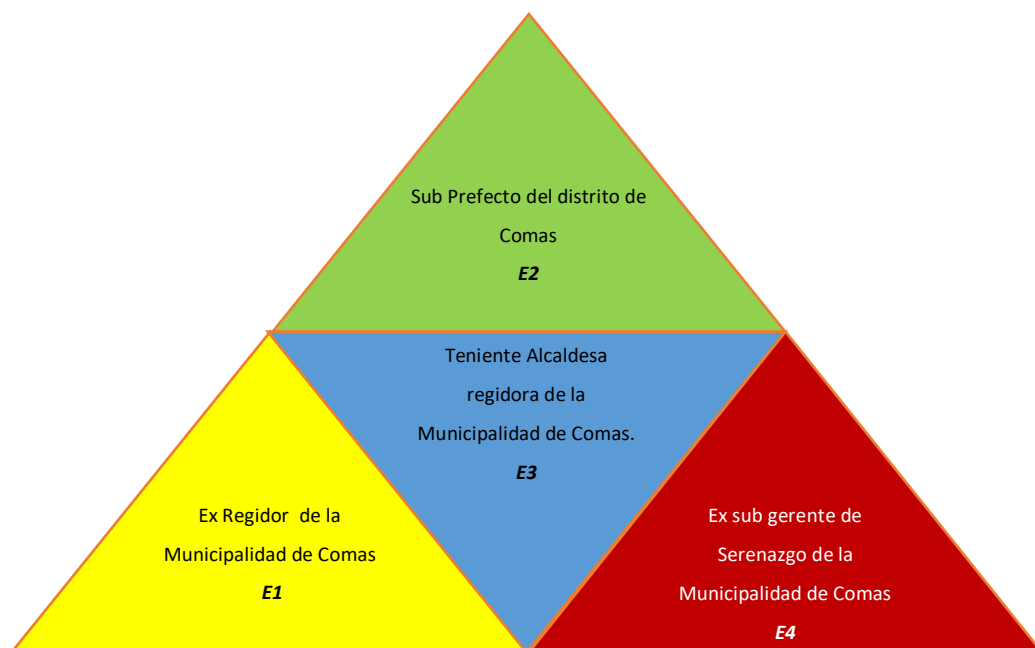 Sub Prefecto del distrito de
Comas
E2
Teniente Alcaldesa
regidora de la
Municipalidad de Comas.
E3
Ex Regidor de la
Municipalidad de Comas
E1
Ex sub gerente de
Serenazgo de la
Municipalidad de Comas
E4